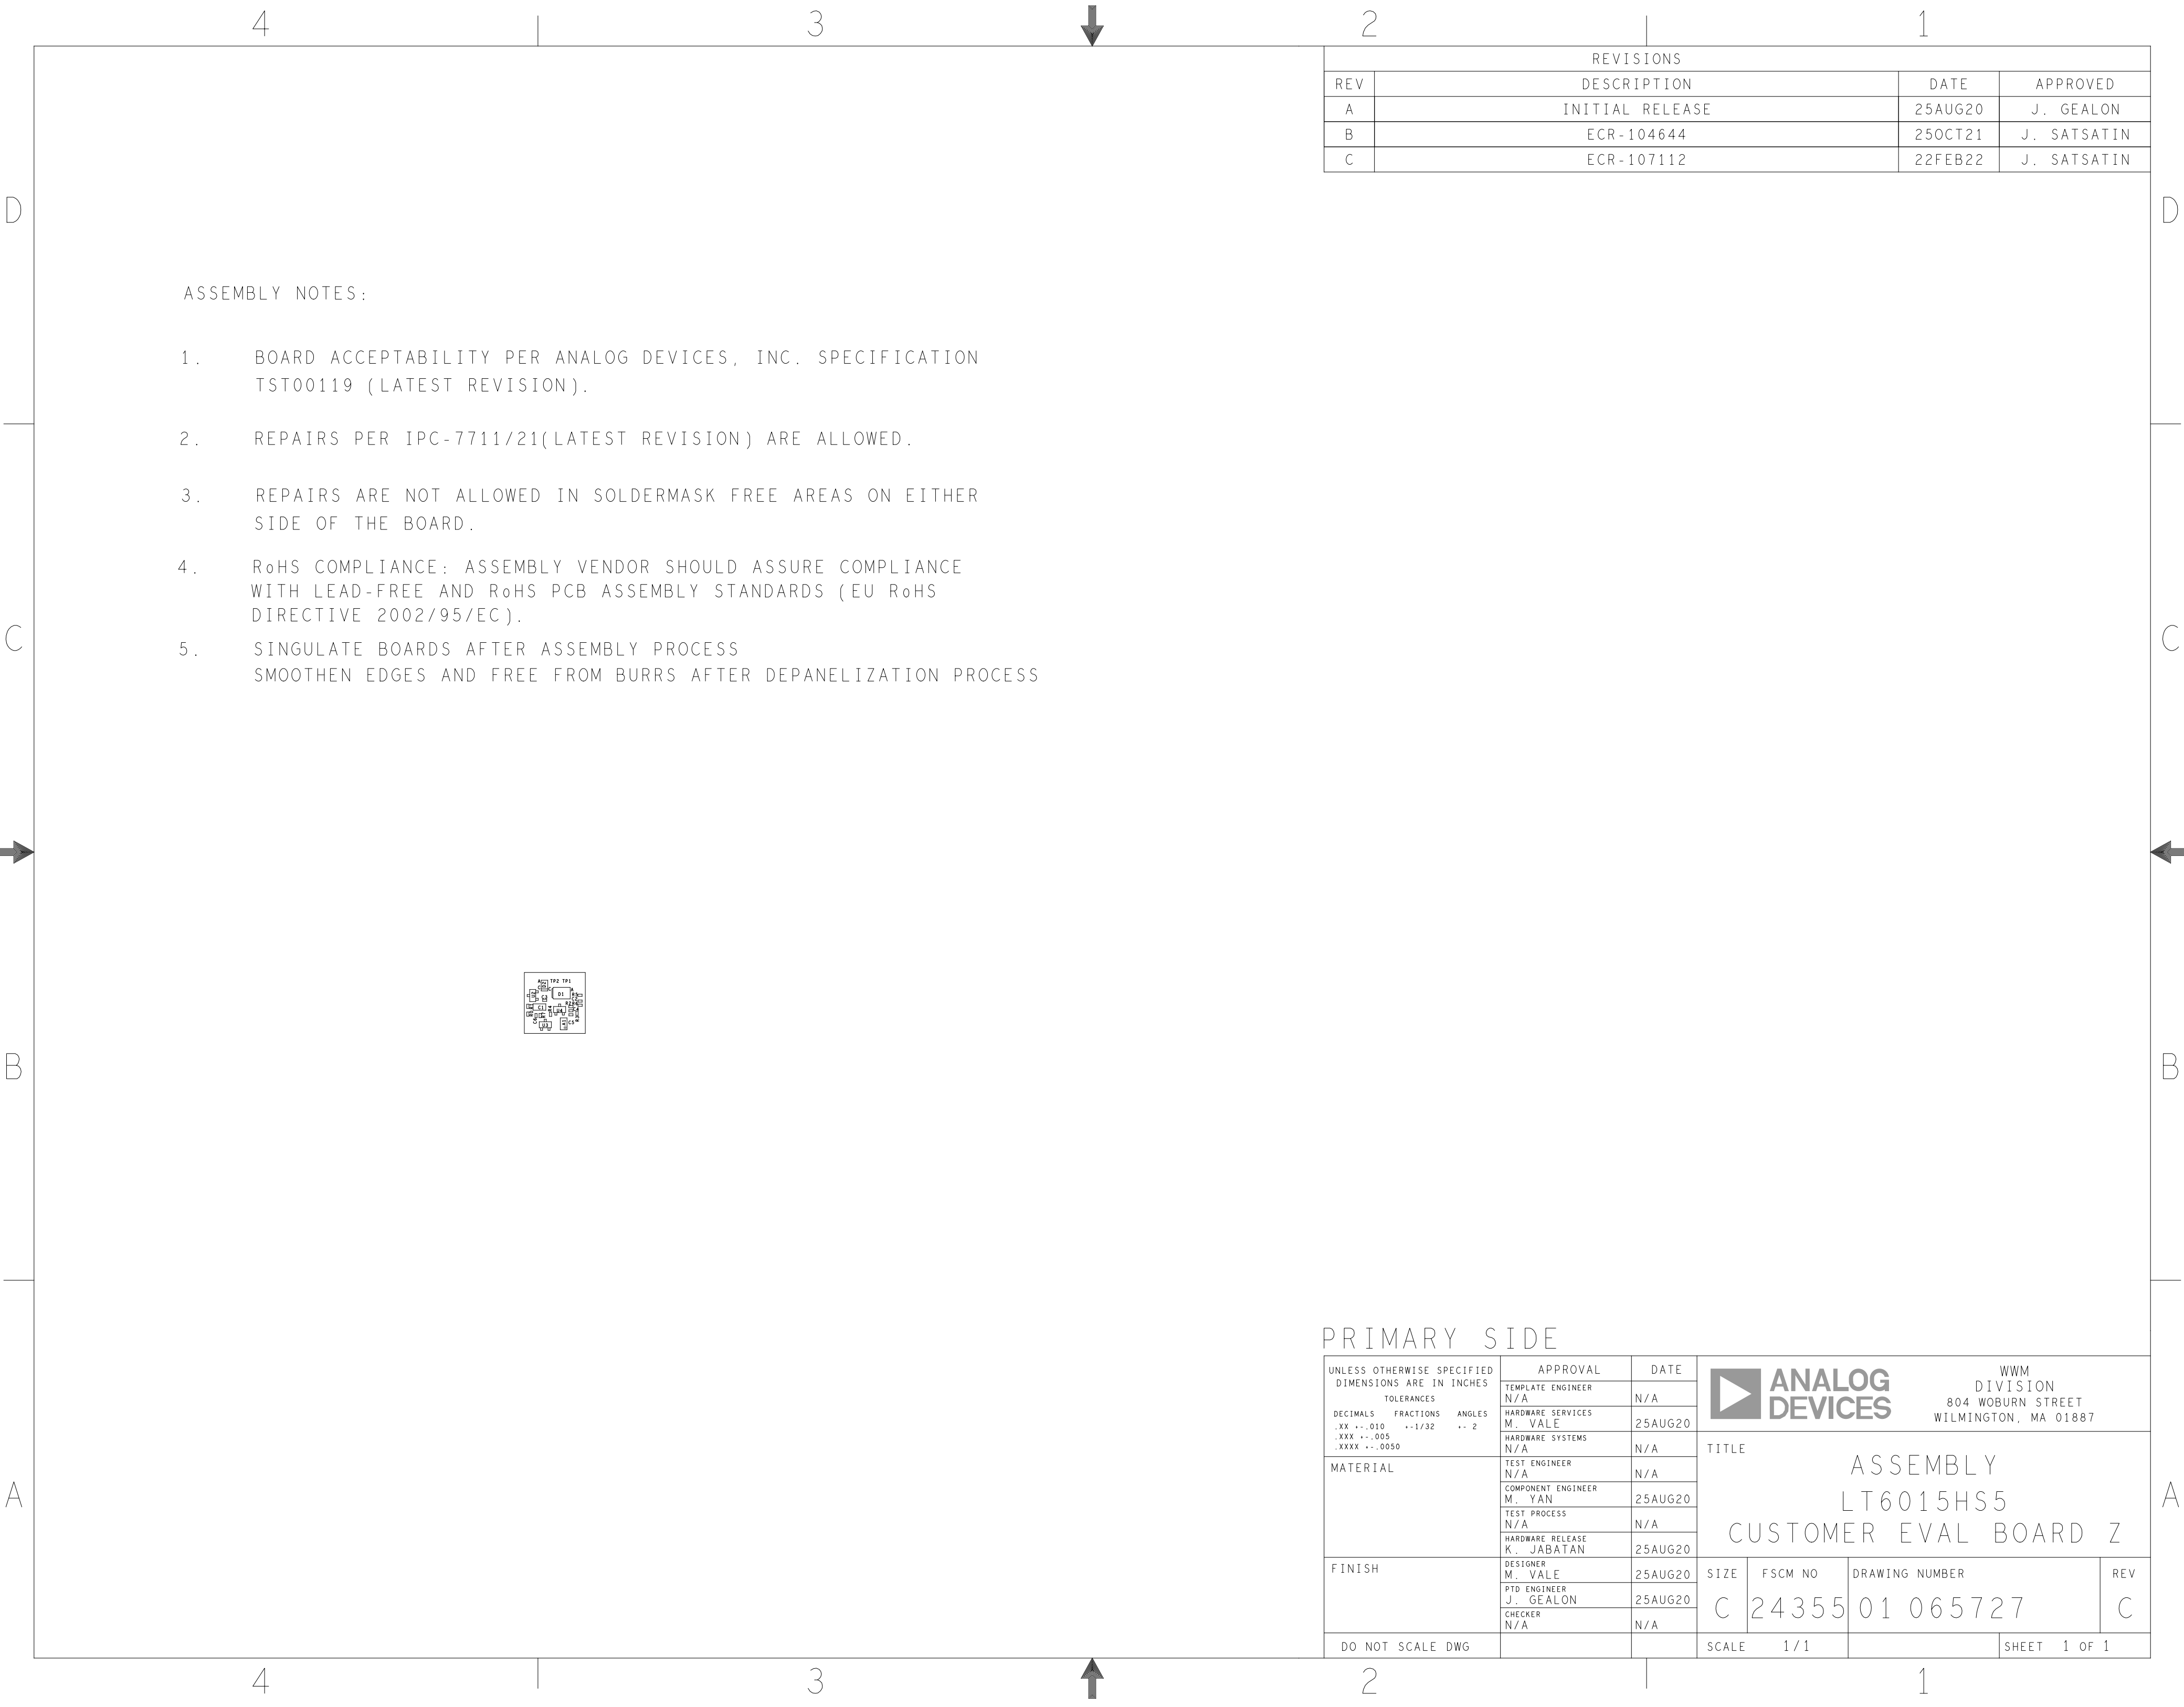 4 3 2 1
REVISIONS
REV DESCRIPTION DATE APPROVED
A INITIAL RELEASE 25AUG20 J. GEALON
B ECR-104644 25OCT21 J. SATSATIN
C ECR-107112 22FEB22 J. SATSATIN
D D
ASSEMBLY NOTES:
1. BOARD ACCEPTABILITY PER ANALOG DEVICES, INC. SPECIFICATION
TST00119 (LATEST REVISION).
2. REPAIRS PER IPC-7711/21(LATEST REVISION) ARE ALLOWED.
3. REPAIRS ARE NOT ALLOWED IN SOLDERMASK FREE AREAS ON EITHER
SIDE OF THE BOARD.
4. RoHS COMPLIANCE: ASSEMBLY VENDOR SHOULD ASSURE COMPLIANCE
WITH LEAD-FREE AND RoHS PCB ASSEMBLY STANDARDS (EU RoHS
DIRECTIVE 2002/95/EC).
C C
5. SINGULATE BOARDS AFTER ASSEMBLY PROCESS
SMOOTHEN EDGES AND FREE FROM BURRS AFTER DEPANELIZATION PROCESS
TP2 TP1
D1
C5
B B
PRIMARY SIDE
UNLESS OTHERWISE SPECIFIED
DIMENSIONS ARE IN INCHES
TOLERANCES
DECIMALS FRACTIONS ANGLES
.XX +-.010 +-1/32 +- 2
.XXX +-.005
.XXXX +-.0050
MATERIAL
FINISH
DO NOT SCALE DWG
APPROVAL DATE
TEMPLATE ENGINEER
N/A N/A
HARDWARE SERVICES
M. VALE 25AUG20
HARDWARE SYSTEMS
N/A N/A
TEST ENGINEER
N/A N/A
COMPONENT ENGINEER
M. YAN 25AUG20
TEST PROCESS
N/A N/A
HARDWARE RELEASE
K. JABATAN 25AUG20
DESIGNER
M. VALE 25AUG20
PTD ENGINEER
J. GEALON 25AUG20
CHECKER
N/A N/A
ANALOG
DEVICES
WWM
DIVISION
804 WOBURN STREET
WILMINGTON, MA 01887
TITLE
ASSEMBLY
LT6015HS5
CUSTOMER EVAL BOARD Z
A A
SIZE FSCM NO DRAWING NUMBER REV
C 24355 01 065727 C
SCALE 1/1 SHEET 1 OF 1
4 3 2 1